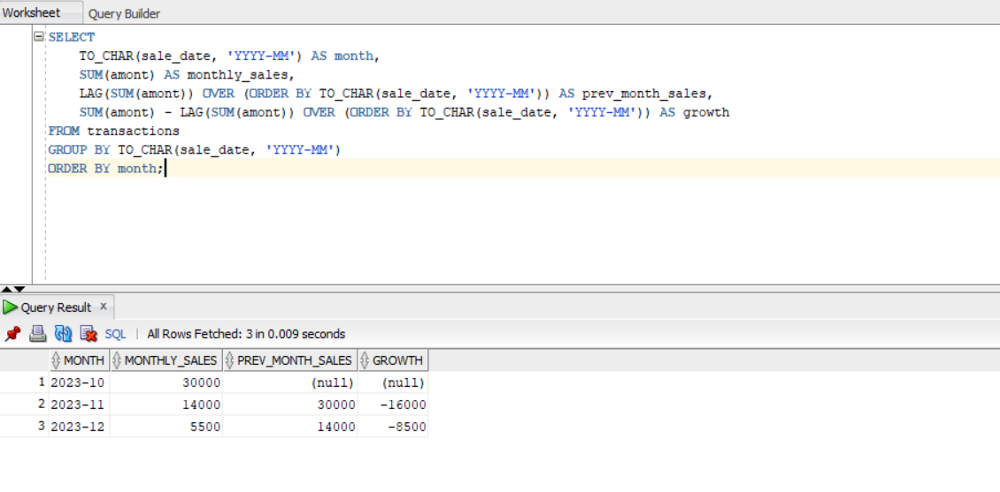 Worksheet Query Builder
SELECT
TO_CHAR(sale_date, 'YYYY-MM') AS month,
SUM(amont) AS monthly_sales,
LAG(SUM(amont)) OVER (ORDER BY TO_CHAR(sale_date, 'YYYY-MM')) AS prev_month_sales,
SUM(amont) - LAG(SUM(amont)) OVER (ORDER BY TO_CHAR(sale_date, 'YYYY-MM')) AS growth
FROM transactions
GROUP BY TO_CHAR(sale_date, 'YYYY-MM')
ORDER BY month;
Query Result x
SQL | All Rows Fetched: 3 in 0.009 seconds
MONTH MONTHLY_SALES PREV_MONTH_SALES GROWTH
1 2023-10 30000 (null) (null)
2 2023-11 14000 30000 -16000
3 2023-12 5500 14000 -8500